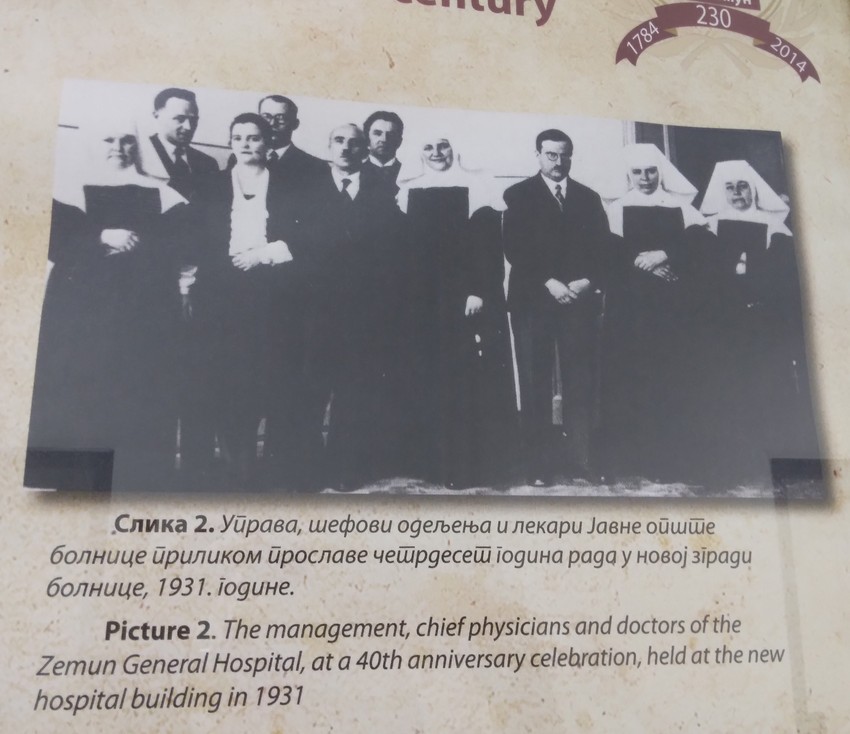 century
230
1784
2014
Слика 2. Управа, шефови одељења и лекари Јавне опште
болнице приликом прославе четрдесет година рада у новој згради
болнице, 1931. године.
Picture 2. The management, chief physicians and doctors of the
Zemun General Hospital, at a 40th anniversary celebration, held at the new
hospital building in 1931